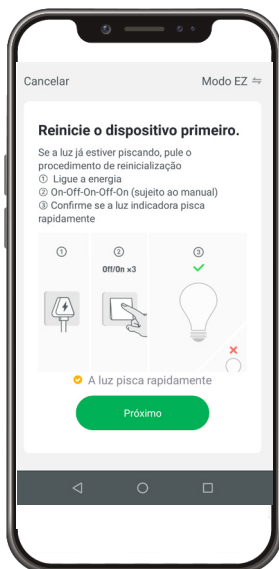 Cancelar
Modo EZ
Reinicie o dispositivo primeiro.
Se a luz já estiver piscando, pule o
procedimento de reinicialização
① Ligue a energia
② On-Off-On-Off-On (sujeito ao manual)
③ Confirme se a luz indicadora pisca
rapidamente
①
②
③
Off/On ×3
A luz pisca rapidamente
Próximo